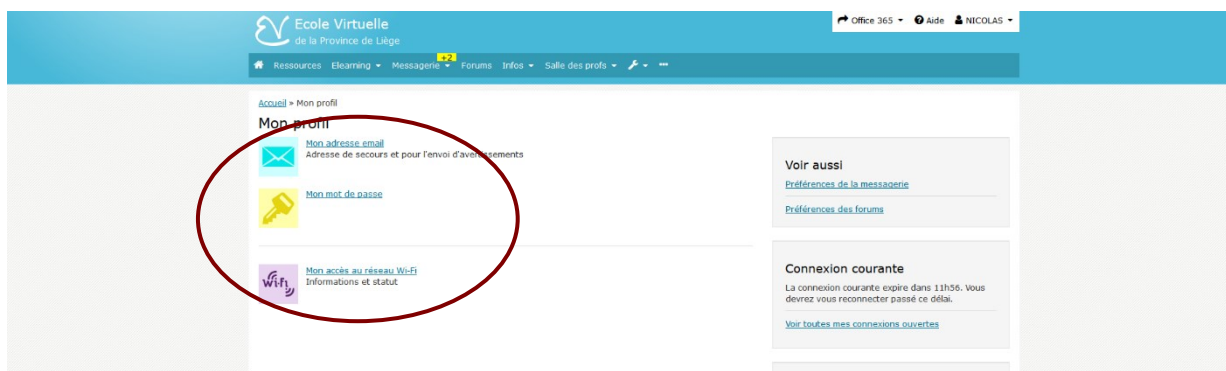 Ecole Virtuelle
de la Province de Liège
Office 365 Aide NICOLAS
+2
Ressources Elearning Messagerie Forums Infos Salle des profs
Accueil » Mon profil
Mon profil
Mon adresse email
Adresse de secours et pour l'envoi d'avertissements
Mon mot de passe
Wi-Fi
Mon accès au réseau Wi-Fi
Informations et statut
Voir aussi
Préférences de la messagerie
Préférences des forums
Connexion courante
La connexion courante expire dans 11h56. Vous
devrez vous reconnecter passé ce délai.
Voir toutes mes connexions ouvertes